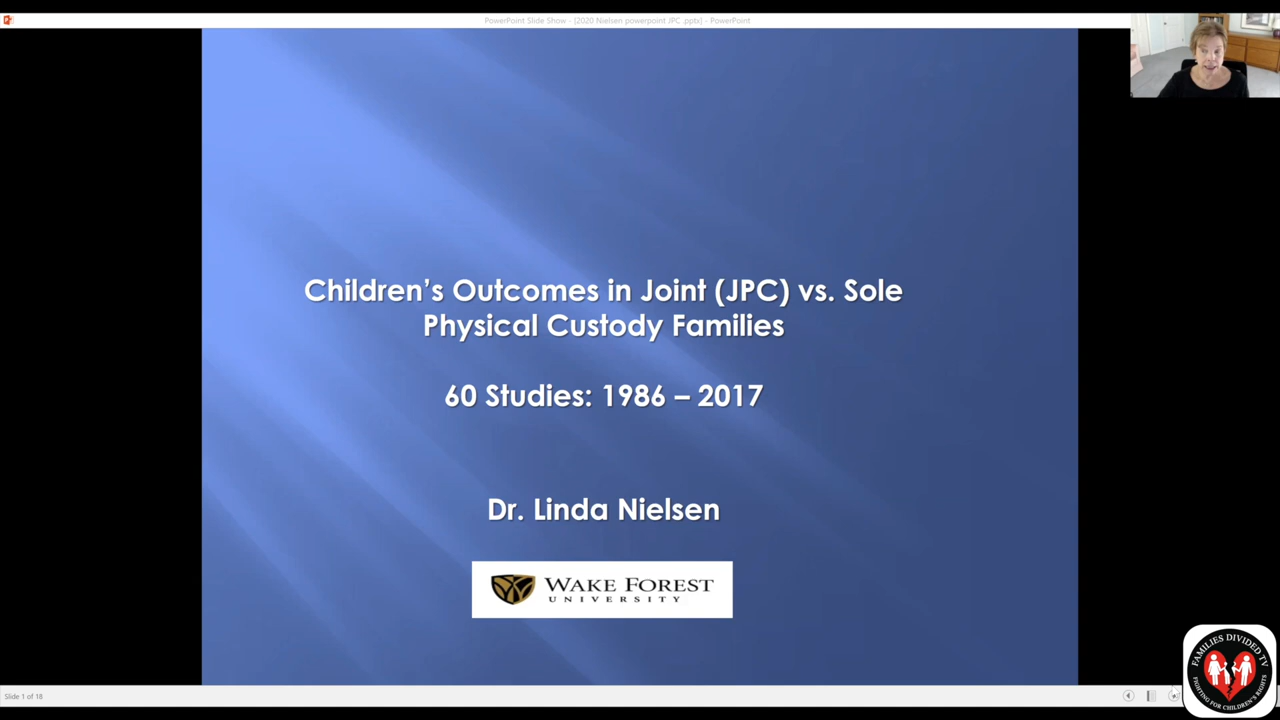 PowerPoint Slide Show - [2020 Nielsen powerpoint JPC .pptx] - PowerPoint
Children’s Outcomes in Joint (JPC) vs. Sole
Physical Custody Families
60 Studies: 1986 – 2017
Dr. Linda Nielsen
WAKE FOREST
UNIVERSITY
FAMILIES DIVIDED TV
FIGHTING FOR CHILDREN'S RIGHTS
Slide 1 of 18